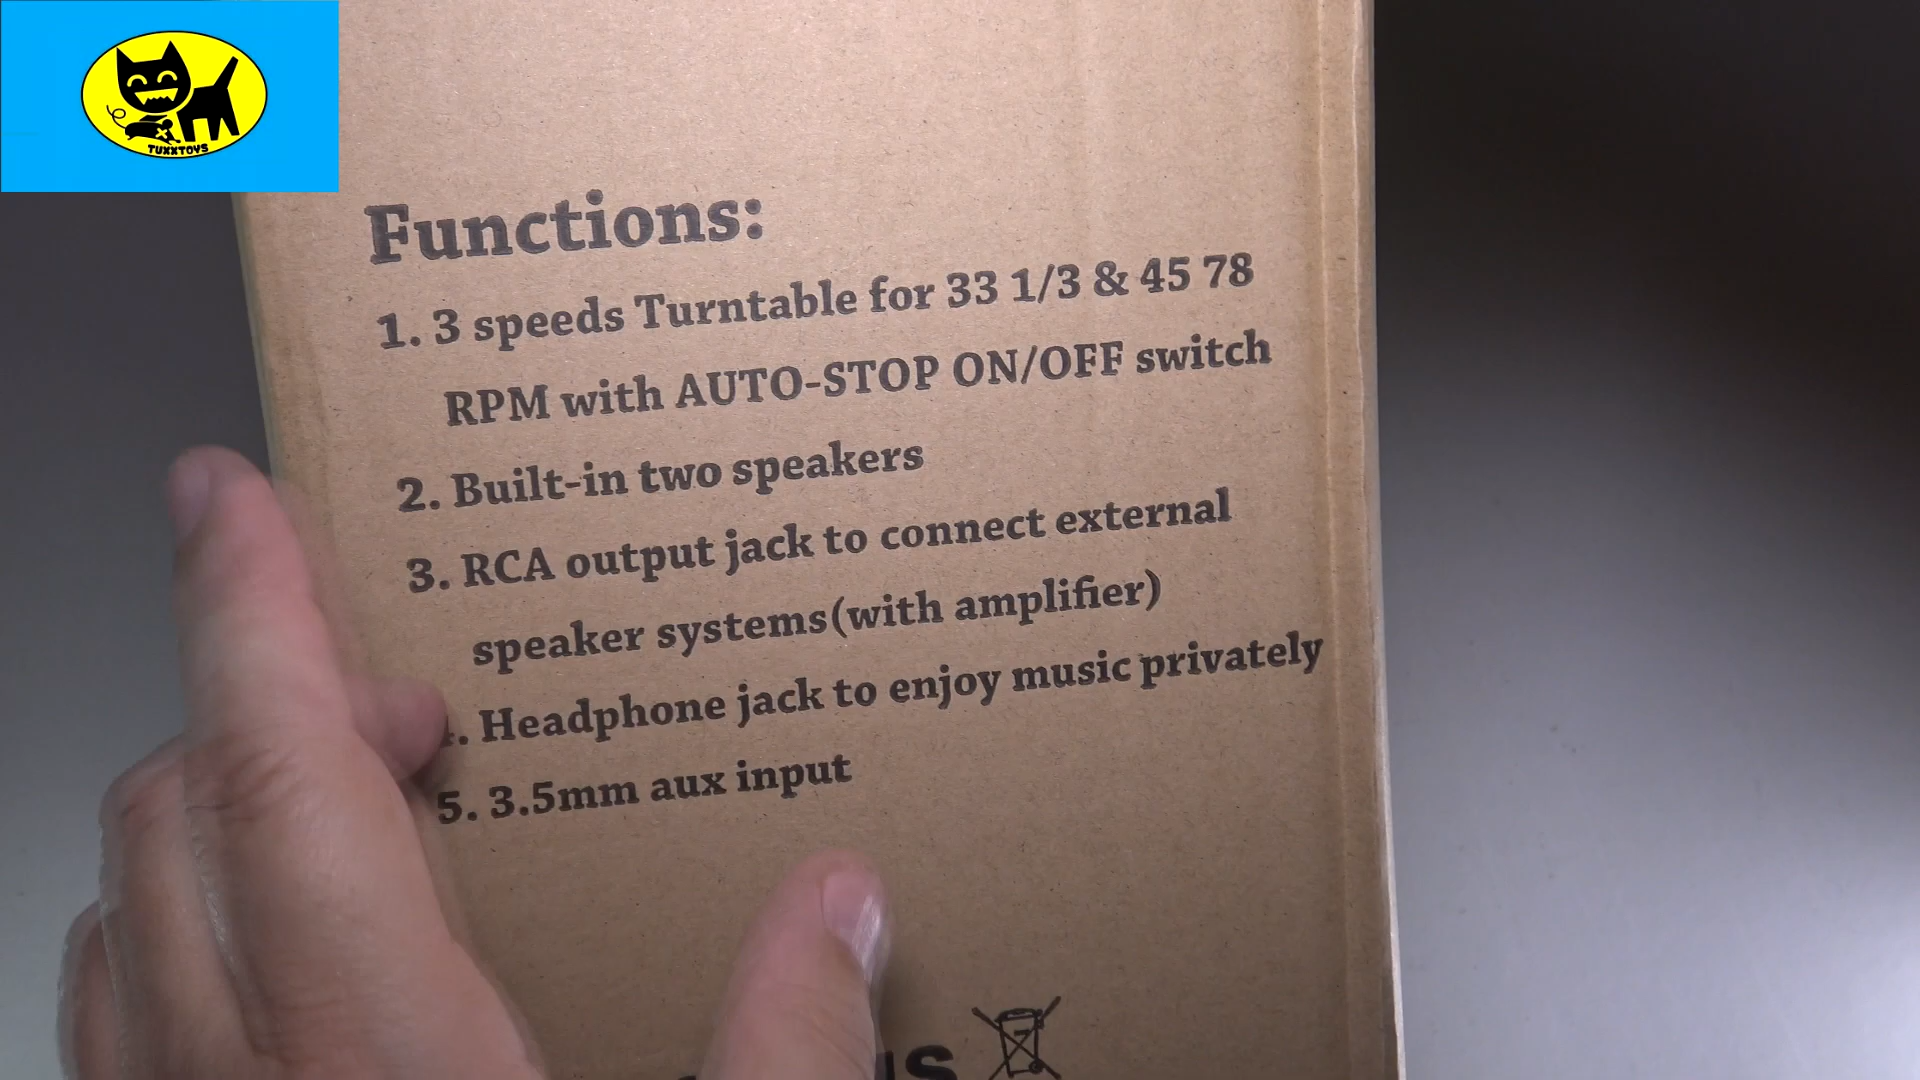 TUXXTOYS
Functions:
1. 3 speeds Turntable for 33 1/3 & 45 78
RPM with AUTO-STOP ON/OFF switch
2. Built-in two speakers
3. RCA output jack to connect external
speaker systems(with amplifier)
. Headphone jack to enjoy music privately
5. 3.5mm aux input